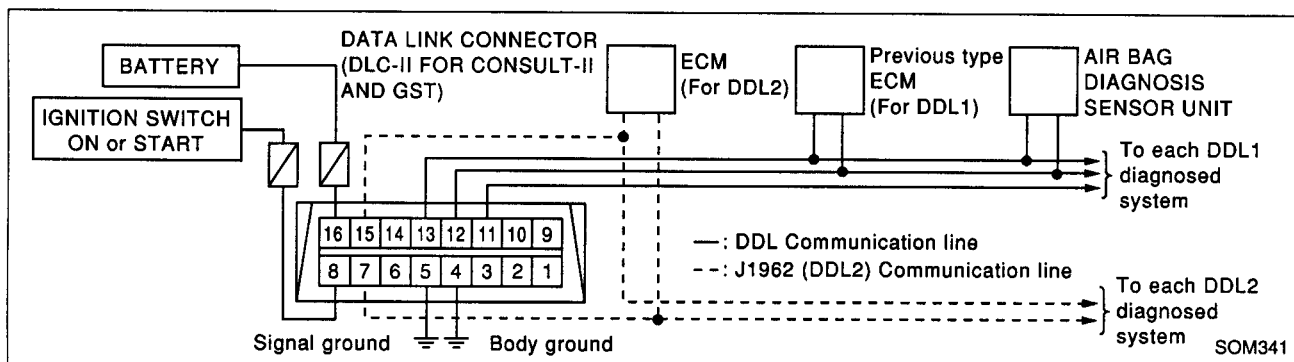 BATTERY
IGNITION SWITCH
ON or START
DATA LINK CONNECTOR
(DLC-II FOR CONSULT-II
AND GST)
ECM
(For DDL2)
Previous type
ECM
(For DDL1)
AIR BAG
DIAGNOSIS
SENSOR UNIT
To each DDL1
diagnosed
system
16 15 14 13 12 11 10 9
8 7 6 5 4 3 2 1
— : DDL Communication line
-- : J1962 (DDL2) Communication line
To each DDL2
diagnosed
system
Signal ground
Body ground
SOM341